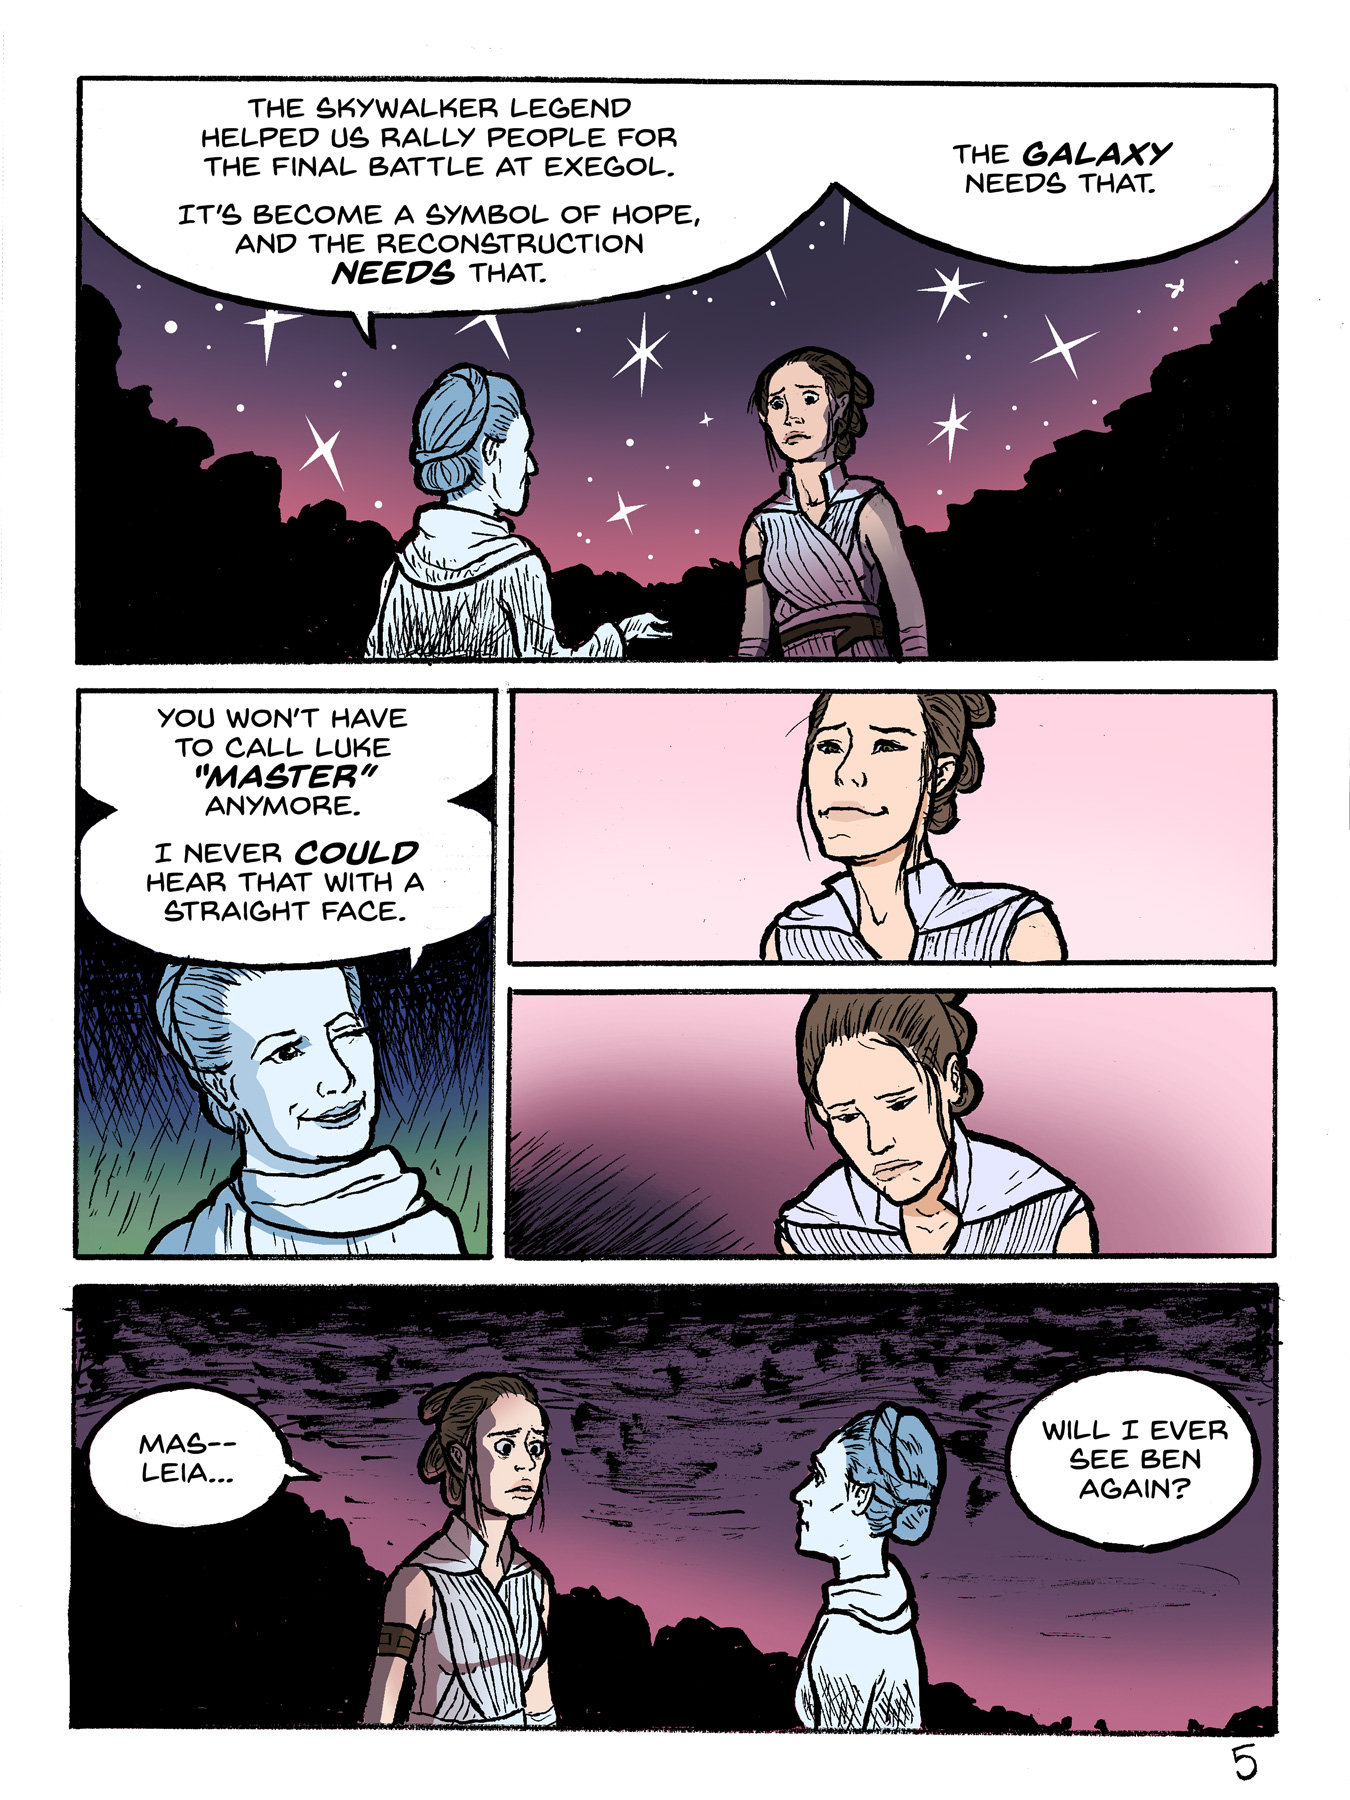 THE SKYWALKER LEGEND
HELPED US RALLY PEOPLE FOR
THE FINAL BATTLE AT EXEGOL.
IT'S BECOME A SYMBOL OF HOPE,
AND THE RECONSTRUCTION
NEEDS THAT.
THE GALAXY
NEEDS THAT.
YOU WON'T HAVE
TO CALL LUKE
"MASTER"
ANYMORE.
I NEVER COULD
HEAR THAT WITH A
STRAIGHT FACE.
MAS--
LEIA...
WILL I EVER
SEE BEN
AGAIN?
5